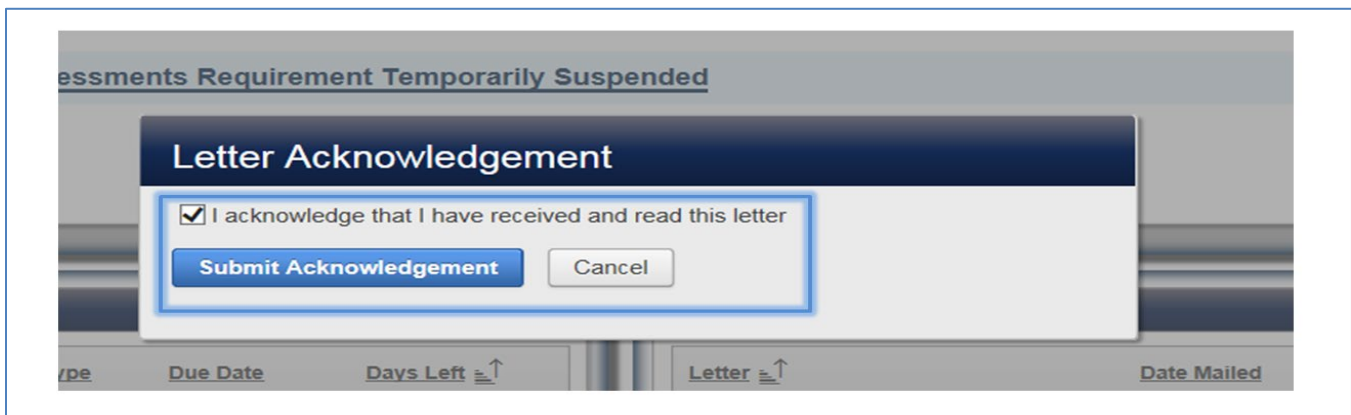 essments Requirement Temporarily Suspended
Letter Acknowledgement
I acknowledge that I have received and read this letter
Submit Acknowledgement Cancel
ype Due Date Days Left Letter Date Mailed